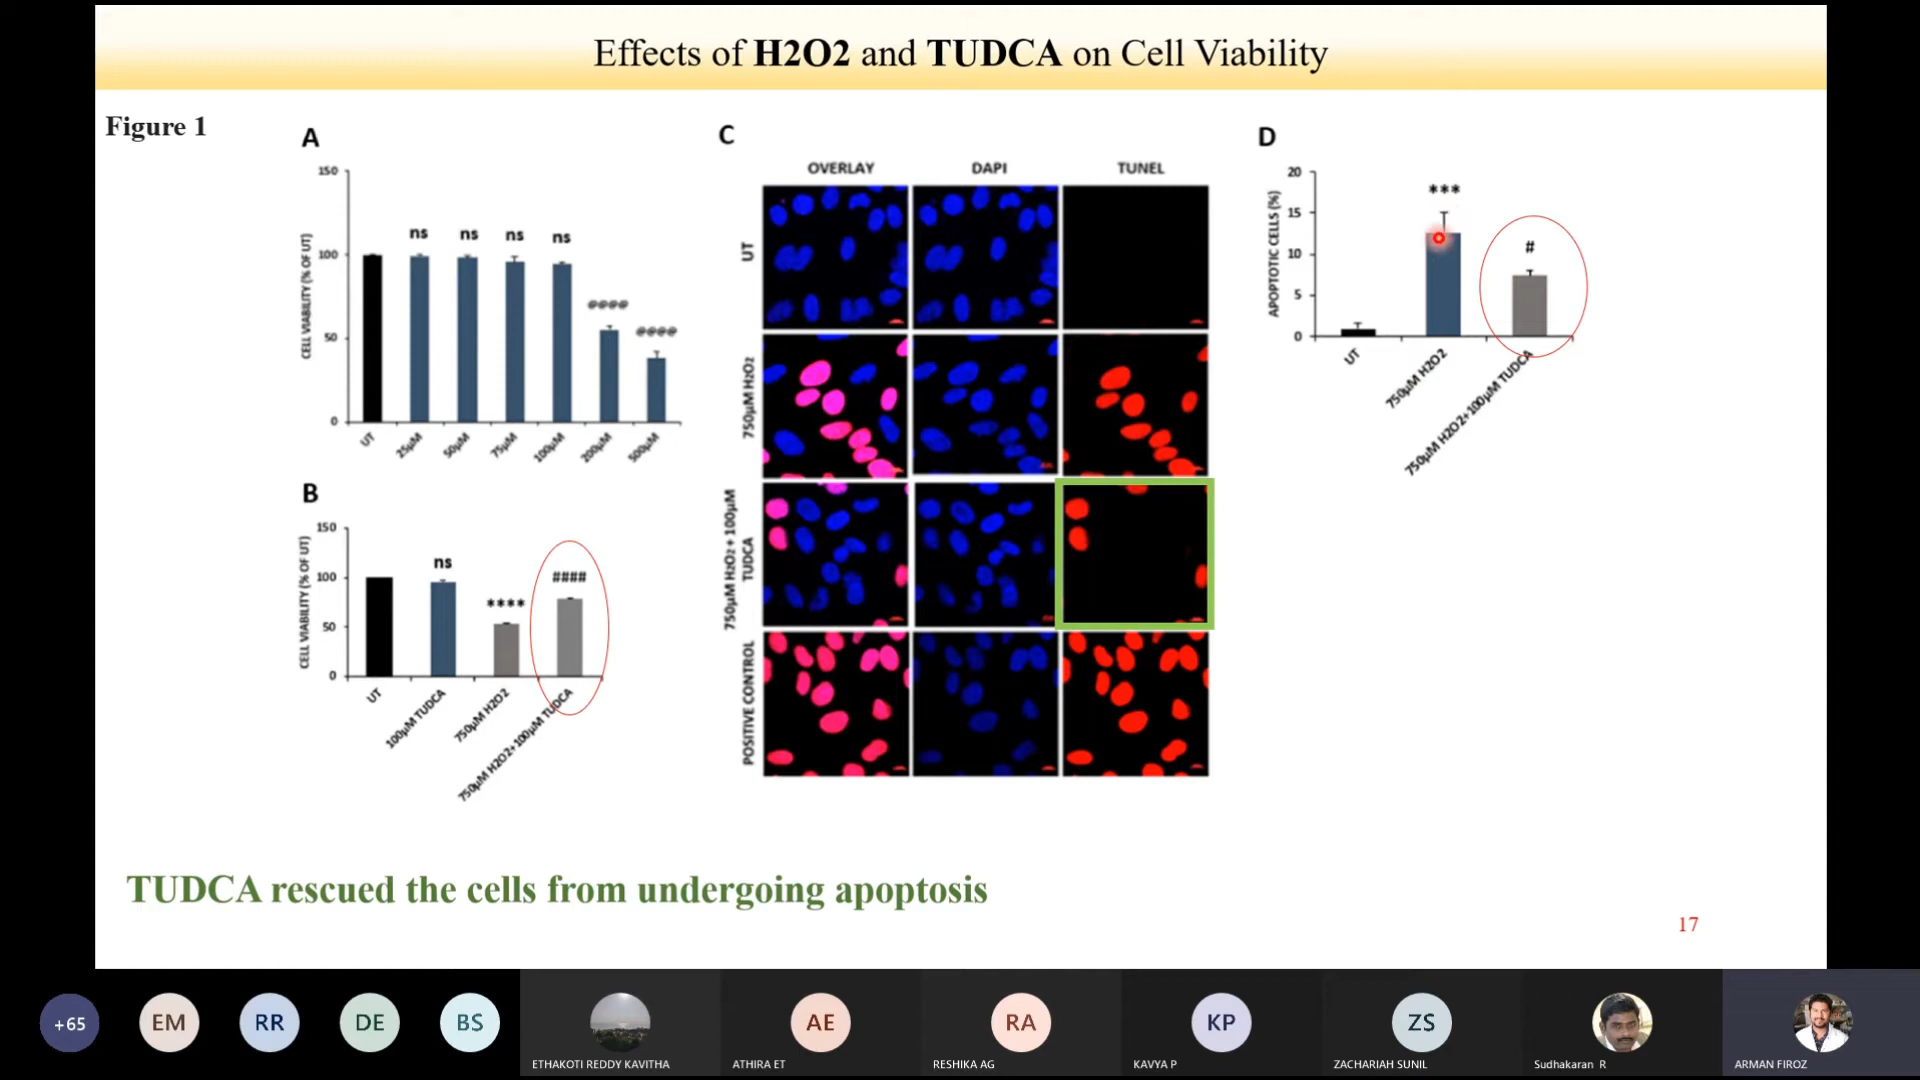 Effects of H2O2 and TUDCA on Cell Viability
Figure 1
A
CELL VIABILITY (% OF UT)
150
100
50
0
ns
ns
ns
ns
@@@@
@@@@
UT
25µM
50µM
75µM
100µM
200µM
500µM
B
CELL VIABILITY (% OF UT)
150
100
50
0
ns
****
####
UT
100µM TUDCA
750µM H2O2
750µM H2O2+100µM TUDCA
C
OVERLAY DAPI TUNEL
UT
750µM H2O2
750µM H2O2 + 100µM
TUDCA
POSITIVE CONTROL
D
APOPTOTIC CELLS (%)
20
15
10
5
0
***
#
UT
750µM H2O2
750µM H2O2+100µM TUDCA
TUDCA rescued the cells from undergoing apoptosis
17
+65
EM
RR
DE
BS
ETHAKOTI REDDY KAVITHA
AE
ATHIRA ET
RA
RESHIKA AG
KP
KAVYA P
ZS
ZACHARIAH SUNIL
Sudhakaran R
ARMAN FIROZ